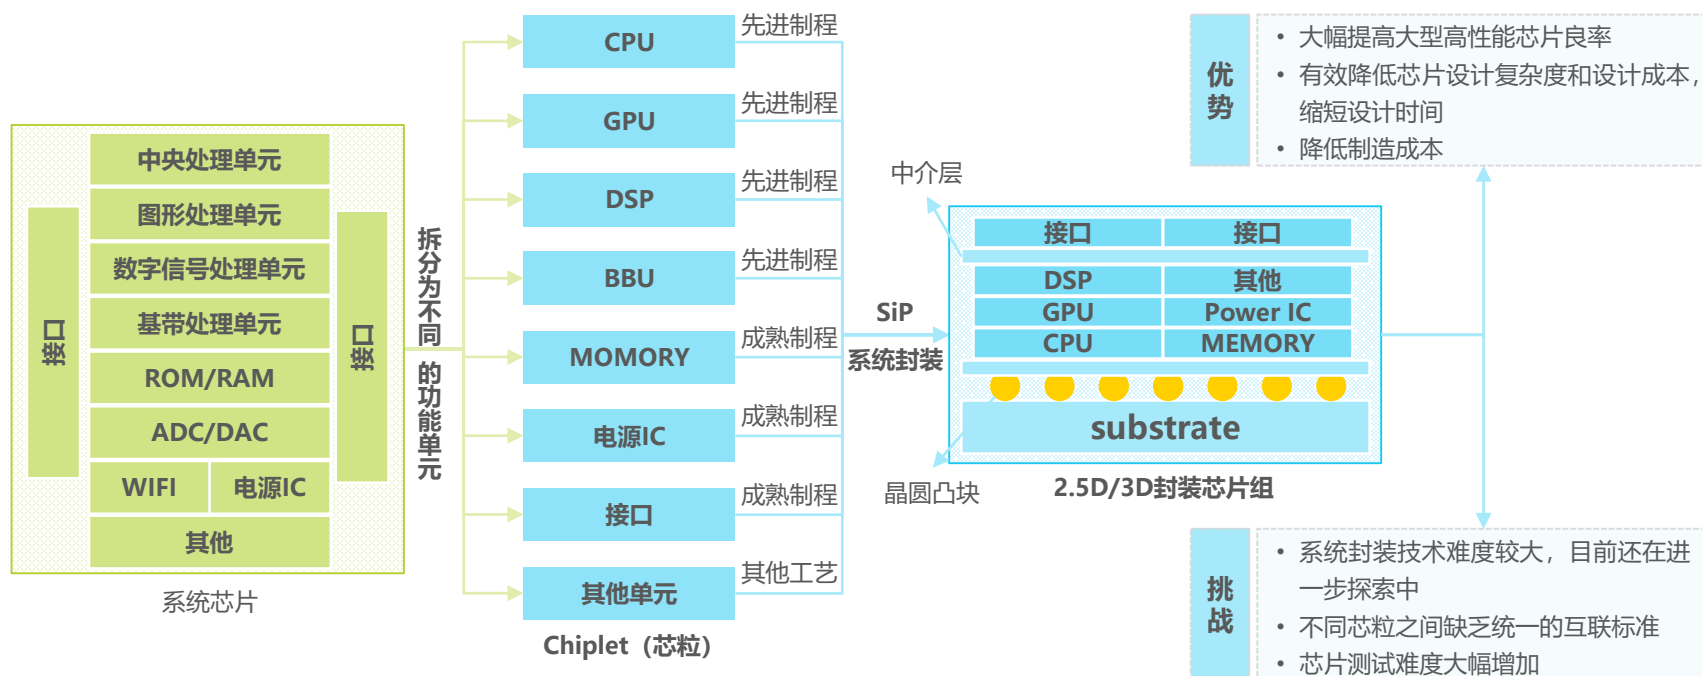 中央处理单元
图形处理单元
数字信号处理单元
基带处理单元
ROM/RAM
ADC/DAC
WIFI
电源IC
其他
接口
接口
系统芯片
拆分为不同的功能单元
CPU
GPU
DSP
BBU
MOMORY
电源IC
接口
其他单元
Chiplet（芯粒）
先进制程
先进制程
先进制程
先进制程
成熟制程
成熟制程
成熟制程
其他工艺
SiP
系统封装
中介层
接口
接口
DSP
其他
GPU
Power IC
CPU
MEMORY
substrate
晶圆凸块
2.5D/3D封装芯片组
优势
• 大幅提高大型高性能芯片良率
• 有效降低芯片设计复杂度和设计成本，
缩短设计时间
• 降低制造成本
挑战
• 系统封装技术难度较大，目前还在进
一步探索中
• 不同芯粒之间缺乏统一的互联标准
• 芯片测试难度大幅增加